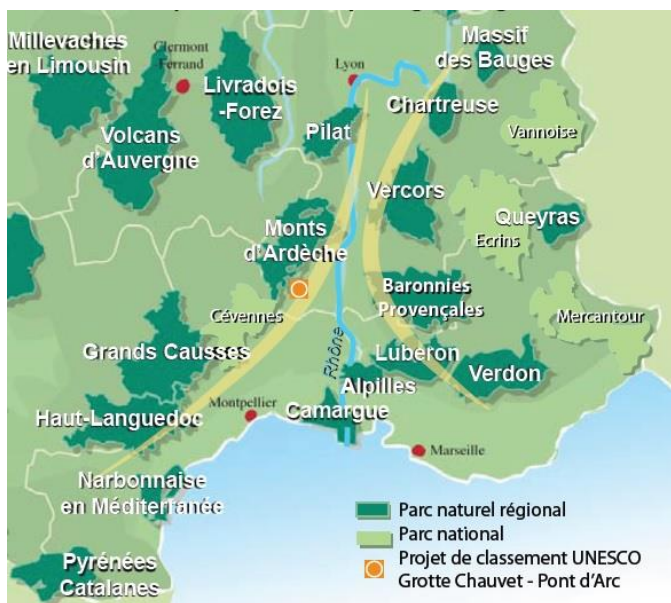 Millevaches
en Limousin
Clermont
Ferrand
Livradois
-Forez
Volcans
d'Auvergne
Lyon
Pilat
Massif
des Bauges
Chartreuse
Vannoise
Vercors
Ecrins
Queyras
Monts
d'Ardèche
Baronnies
Provençales
Mercantour
Cévennes
Grands Causses
Rhône
Luberon
Verdon
Alpilles
Haut-Languedoc
Montpellier
Camargue
Marseille
Narbonnaise
en Méditerranée
Pyrénées
Catalanes
Parc naturel régional
Parc national
Projet de classement UNESCO
Grotte Chauvet - Pont d'Arc